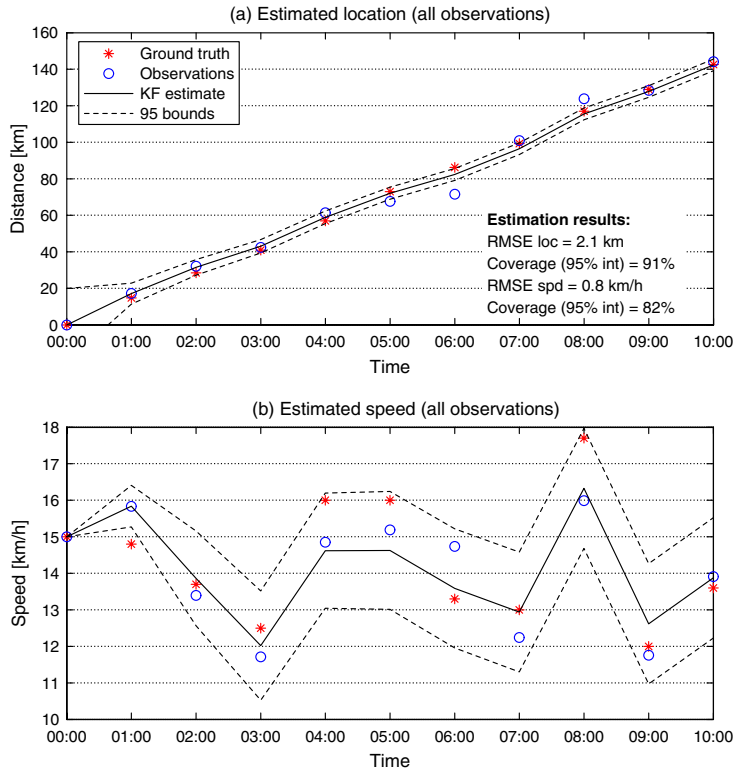 (a) Estimated location (all observations)
160
140
120
100
80
60
40
20
0
Distance [km]
Ground truth
Observations
KF estimate
95 bounds
Estimation results:
RMSE loc = 2.1 km
Coverage (95% int) = 91%
RMSE spd = 0.8 km/h
Coverage (95% int) = 82%
00:00 01:00 02:00 03:00 04:00 05:00 06:00 07:00 08:00 09:00 10:00
Time
(b) Estimated speed (all observations)
18
17
16
15
14
13
12
11
10
Speed [km/h]
00:00 01:00 02:00 03:00 04:00 05:00 06:00 07:00 08:00 09:00 10:00
Time